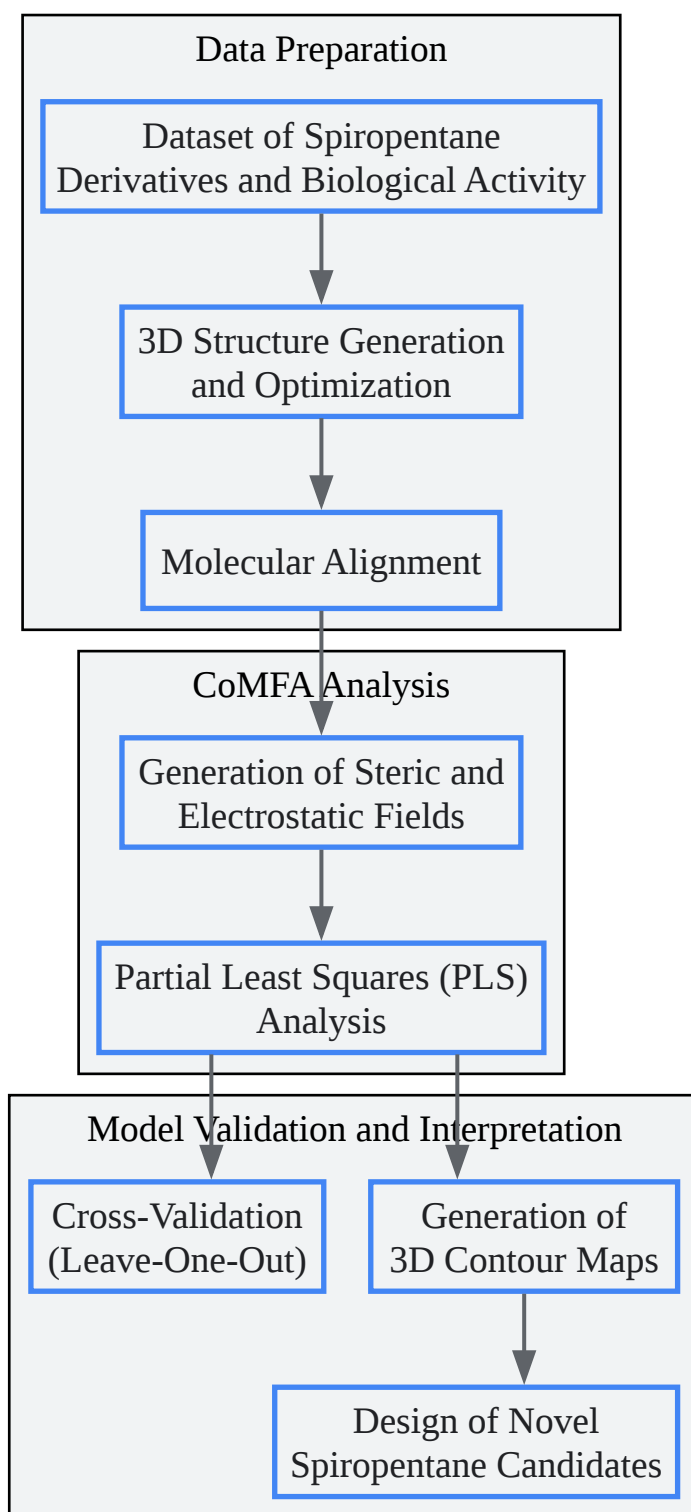 Data Preparation
Dataset of Spiropentane
Derivatives and Biological Activity
3D Structure Generation
and Optimization
Molecular Alignment
CoMFA Analysis
Generation of Steric and
Electrostatic Fields
Partial Least Squares (PLS)
Analysis
Model Validation and Interpretation
Cross-Validation
(Leave-One-Out)
Generation of
3D Contour Maps
Design of Novel
Spiropentane Candidates